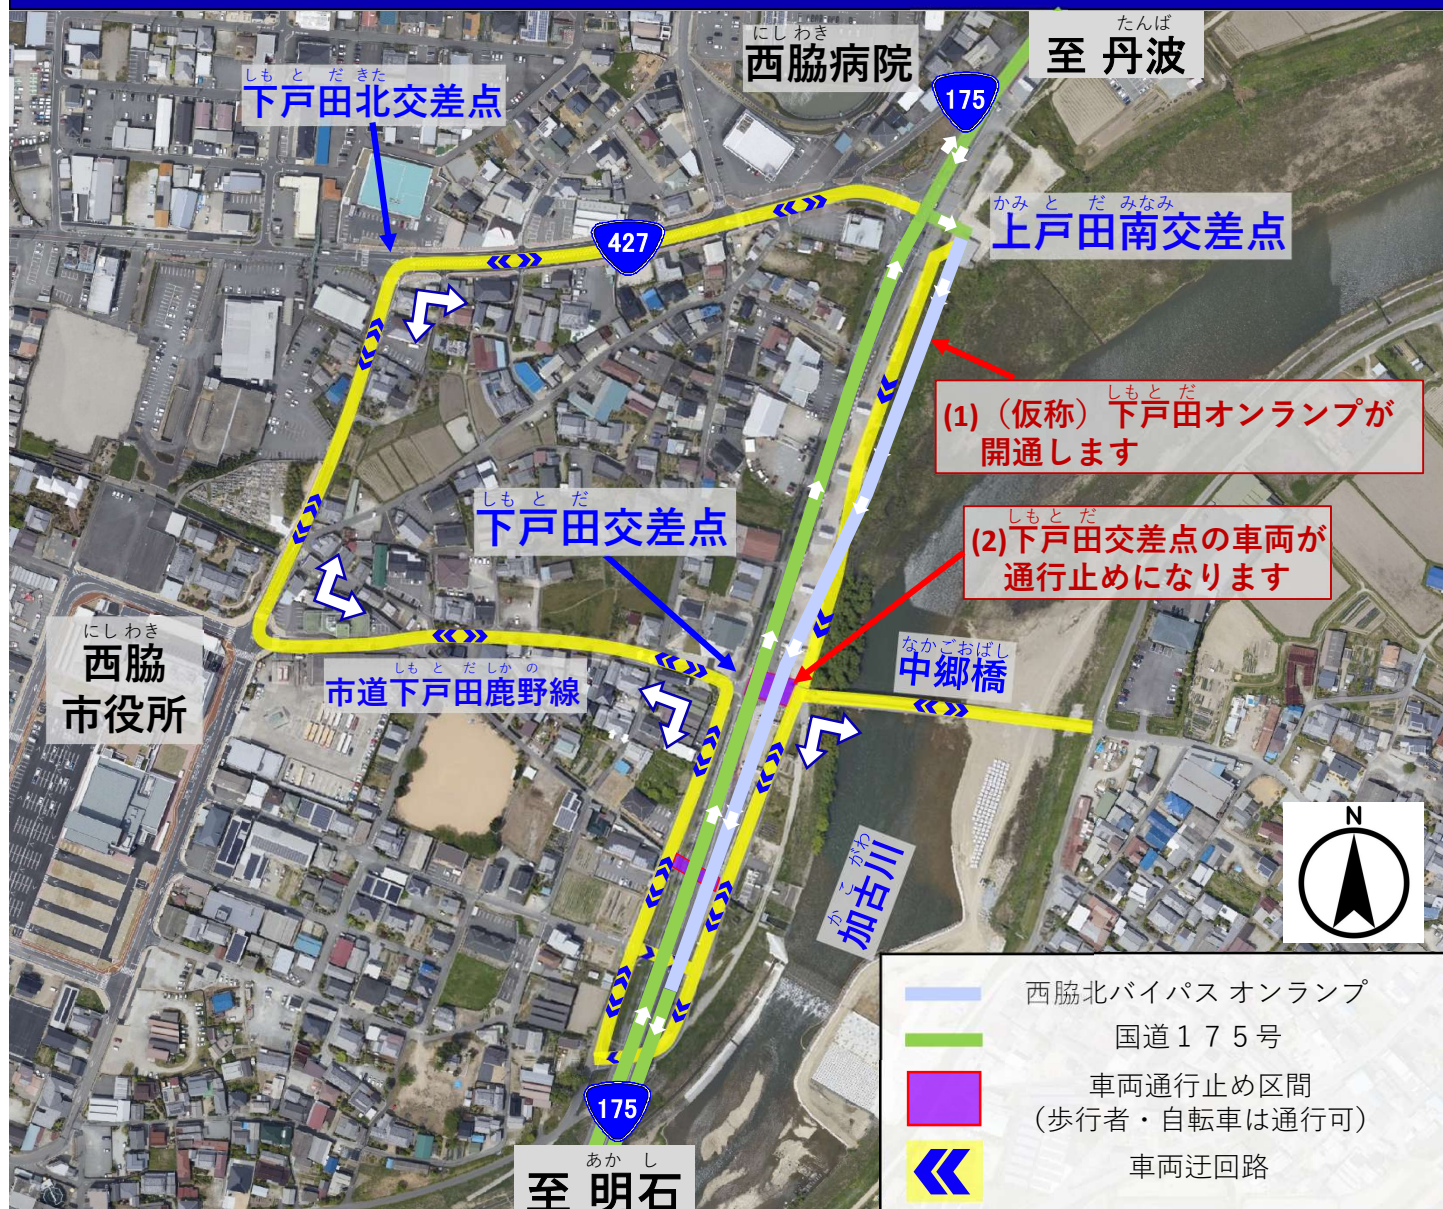 にしわき
西脇病院
たんば
至 丹波
175
しもとだきた
下戸田北交差点
427
かみとだみなみ
上戸田南交差点
しもとだ
(1)（仮称）下戸田オンランプが
開通します
しもとだ
下戸田交差点
しもとだ
(2)下戸田交差点の車両が
通行止めになります
にしわき
西脇
市役所
しもとだしかの
市道下戸田鹿野線
なかごおばし
中郷橋
かこがわ
加古川
N
175
あかし
至 明石
西脇北バイパス オンランプ
国道１７５号
車両通行止め区間
(歩行者・自転車は通行可)
車両迂回路